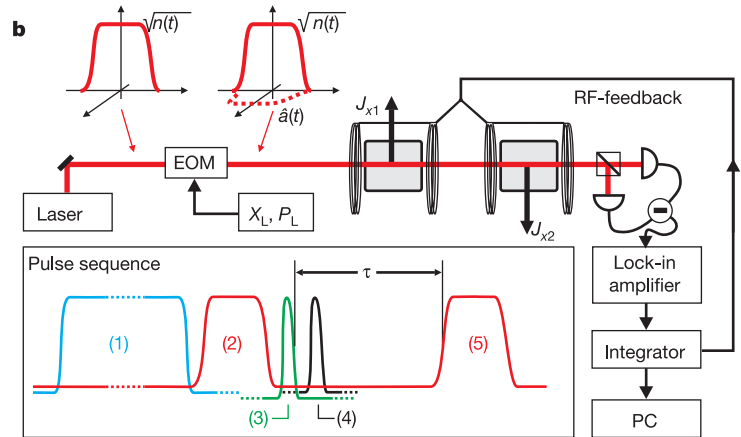 b
√n(t)
√n(t)
â(t)
J_x1
RF-feedback
EOM
Laser
X_L, P_L
J_x2
Lock-in
amplifier
Integrator
PC
Pulse sequence
τ
(1)
(2)
(5)
(3)
(4)